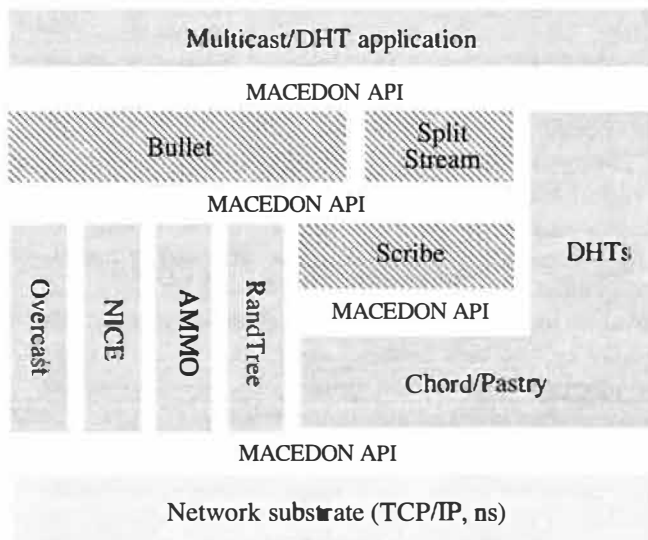 Multicast/DHT application
MACEDON API
Bullet
Split
Stream
MACEDON API
Overcast
NICE
AMMO
RandTree
Scribe
DHTs
MACEDON API
Chord/Pastry
MACEDON API
Network substrate (TCP/IP, ns)